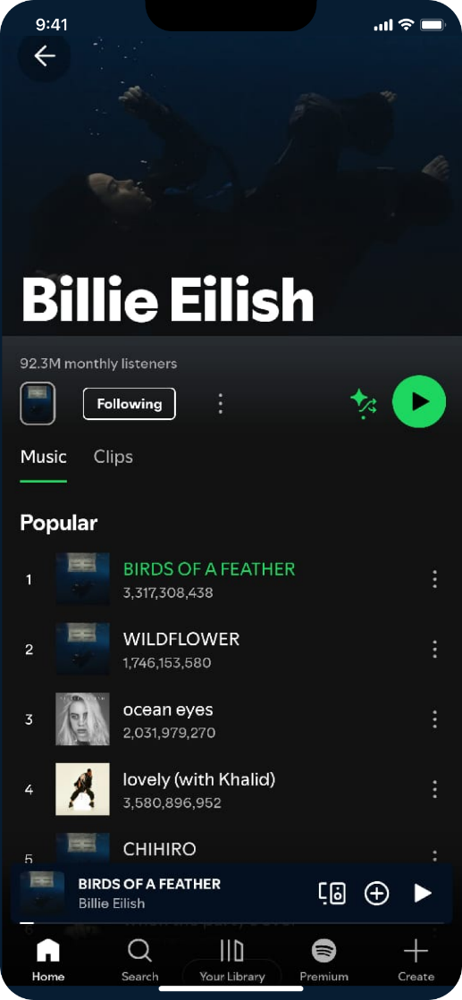 9:41
Billie Eilish
92.3M monthly listeners
Following
Music Clips
Popular
1 BIRDS OF A FEATHER
3,317,308,438
2 WILDFLOWER
1,746,153,580
3 ocean eyes
2,031,979,270
4 lovely (with Khalid)
3,580,896,952
5 CHIHIRO
BIRDS OF A FEATHER
Billie Eilish
Home Search Your Library Premium Create